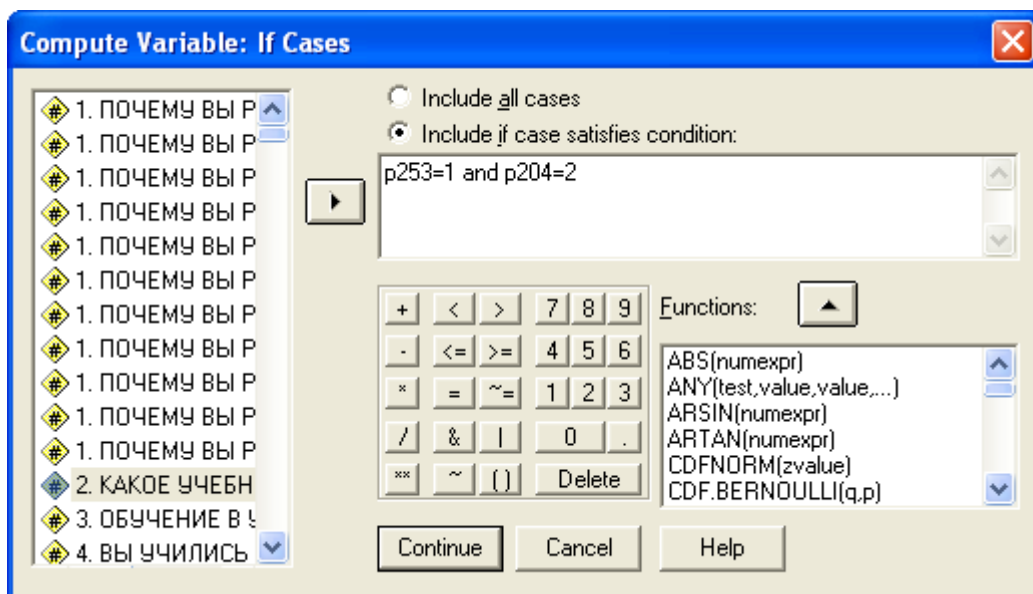 Compute Variable: If Cases
# 1. ПОЧЕМУ ВЫ Р
# 1. ПОЧЕМУ ВЫ Р
# 1. ПОЧЕМУ ВЫ Р
# 1. ПОЧЕМУ ВЫ Р
# 1. ПОЧЕМУ ВЫ Р
# 1. ПОЧЕМУ ВЫ Р
# 1. ПОЧЕМУ ВЫ Р
# 1. ПОЧЕМУ ВЫ Р
# 1. ПОЧЕМУ ВЫ Р
# 1. ПОЧЕМУ ВЫ Р
# 1. ПОЧЕМУ ВЫ Р
# 2. КАКОЕ УЧЕБН
# 3. ОБУЧЕНИЕ В У
# 4. ВЫ УЧИЛИСЬ
Include all cases
Include if case satisfies condition:
p253=1 and p204=2
+ < > 7 8 9
- <= >= 4 5 6
* = ~= 1 2 3
/ & | 0 .
** ~ () Delete
Functions:
ABS(numexpr)
ANY(test,value,value,...)
ARSIN(numexpr)
ARTAN(numexpr)
CDFNORM(zvalue)
CDF.BERNOULLI(q,p)
Continue Cancel Help